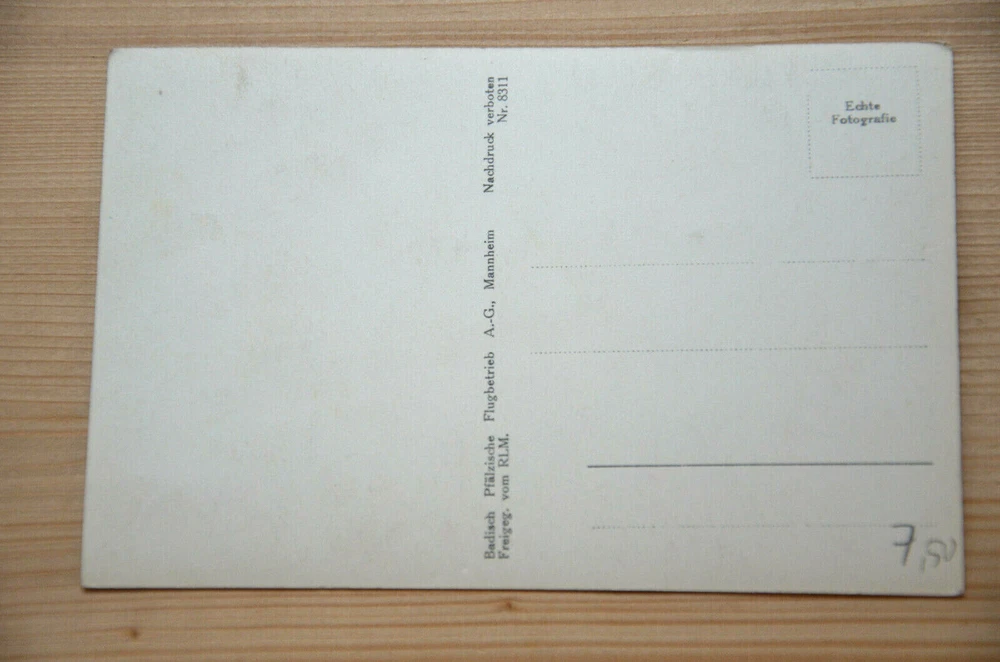 Badisch Pfälzische Flugbetrieb A.-G., Mannheim Nachdruck verboten
Freigeg. vom RLM. Nr. 8311
Echte
Fotografie
7,50